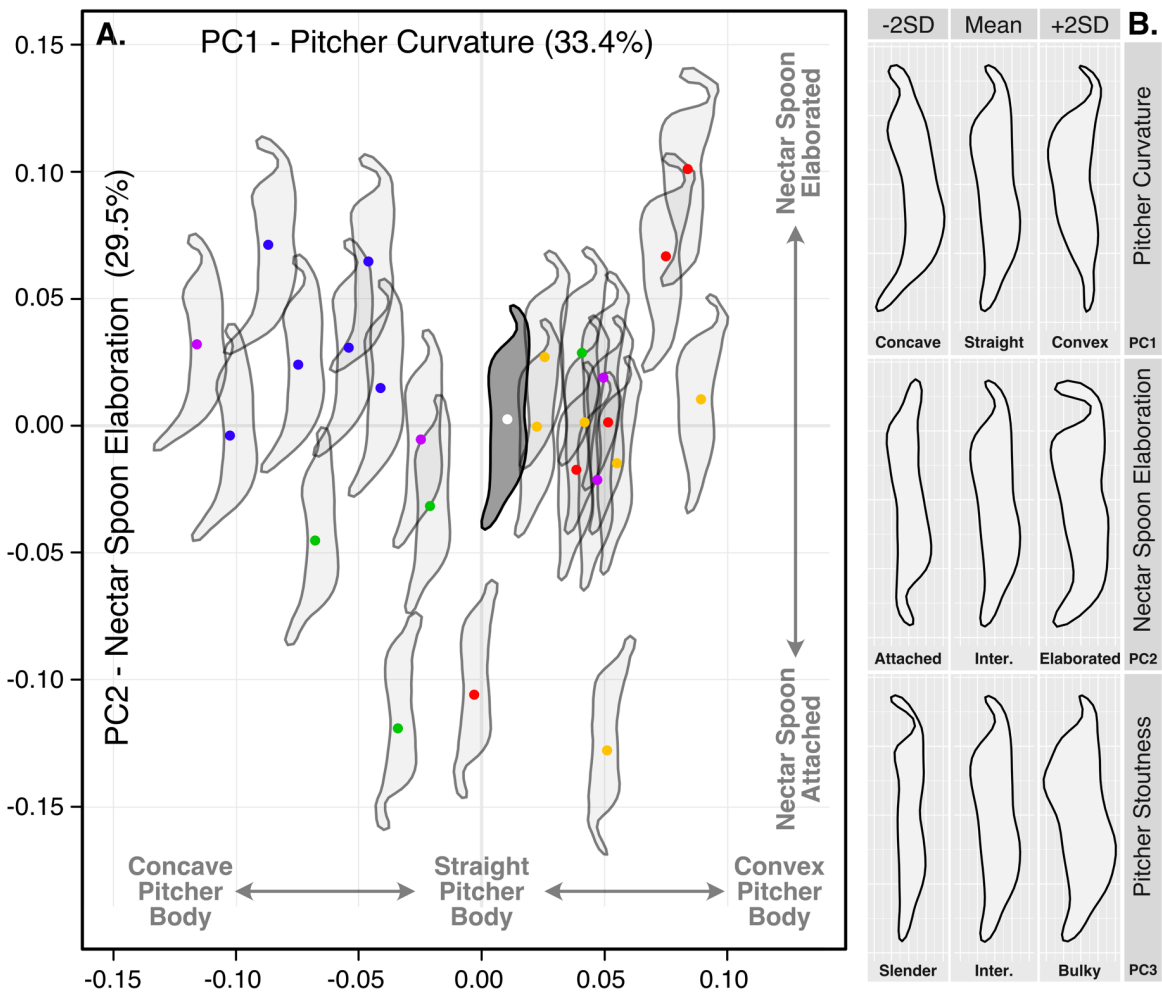 A.
PC1 - Pitcher Curvature (33.4%)
PC2 - Nectar Spoon Elaboration (29.5%)
0.15
0.10
0.05
0.00
-0.05
-0.10
-0.15
-0.15
-0.10
-0.05
0.00
0.05
0.10
Nectar Spoon
Elaborated
Nectar Spoon
Attached
Concave
Pitcher
Body
Straight
Pitcher
Body
Convex
Pitcher
Body
B.
-2SD Mean +2SD
Pitcher Curvature
Concave Straight Convex PC1
Nectar Spoon Elaboration
Attached Inter. Elaborated PC2
Pitcher Stoutness
Slender Inter. Bulky PC3